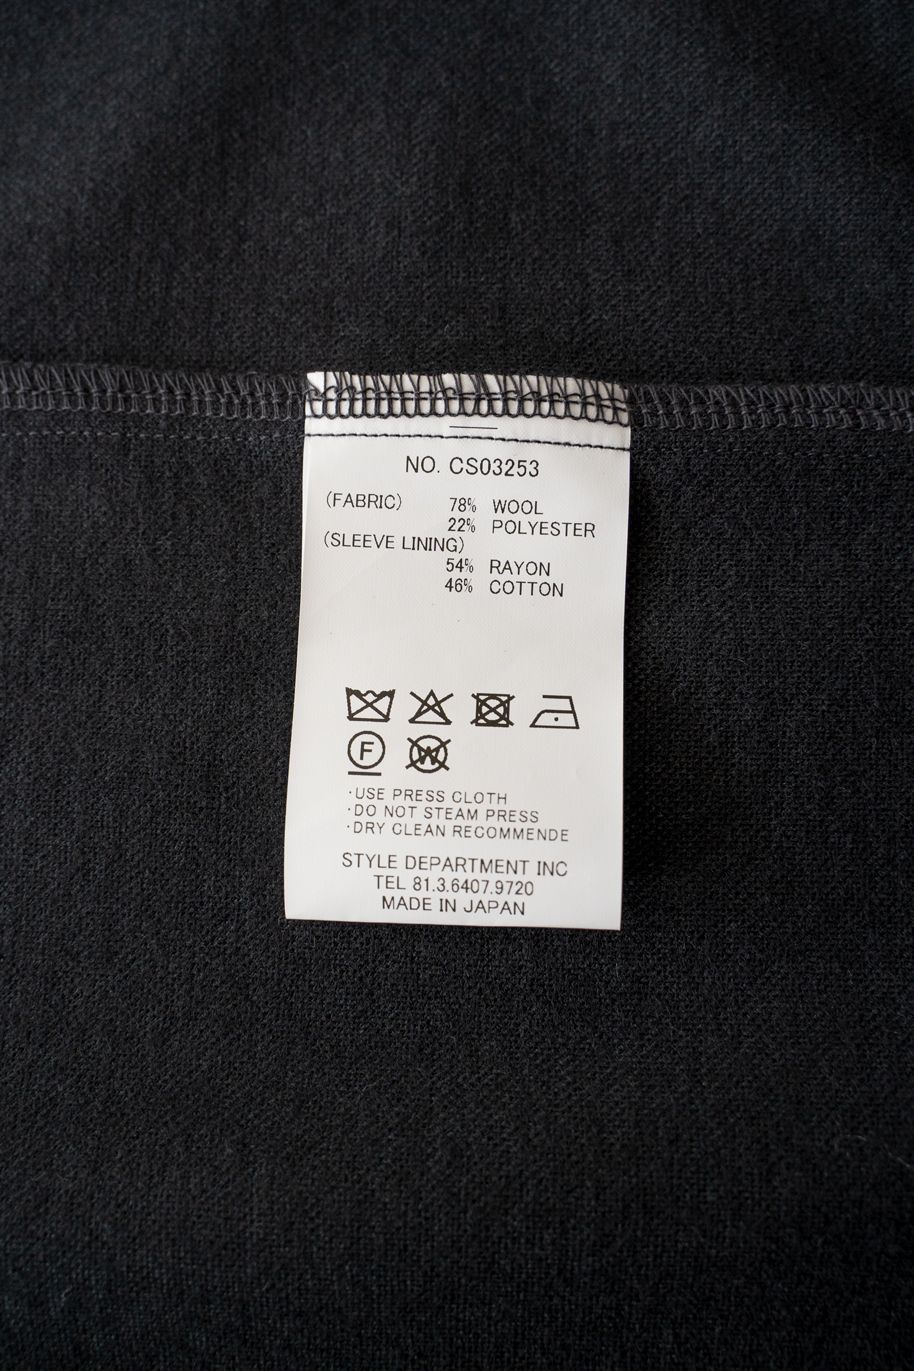 NO. CS03253
(FABRIC) 78% WOOL
22% POLYESTER
(SLEEVE LINING)
54% RAYON
46% COTTON
F W
·USE PRESS CLOTH
·DO NOT STEAM PRESS
·DRY CLEAN RECOMMENDE
STYLE DEPARTMENT INC
TEL 81.3.6407.9720
MADE IN JAPAN